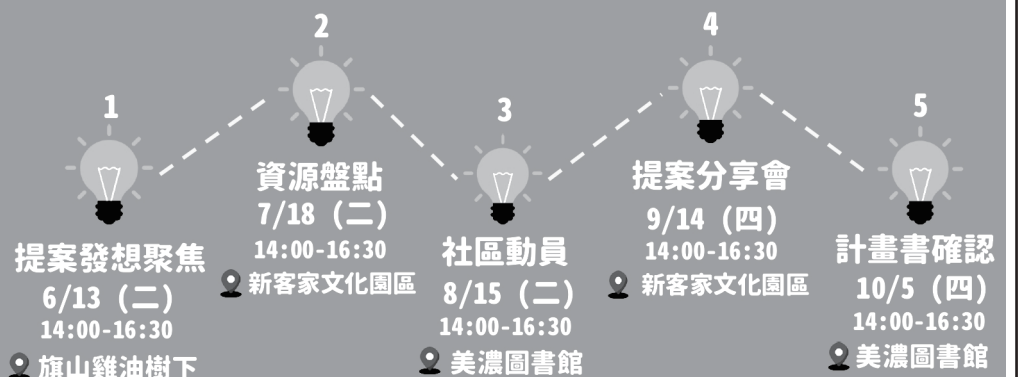 1
提案發想聚焦
6/13（二）
14:00-16:30
旗山雞油樹下
2
資源盤點
7/18（二）
14:00-16:30
新客家文化園區
3
社區動員
8/15（二）
14:00-16:30
美濃圖書館
4
提案分享會
9/14（四）
14:00-16:30
新客家文化園區
5
計畫書確認
10/5（四）
14:00-16:30
美濃圖書館